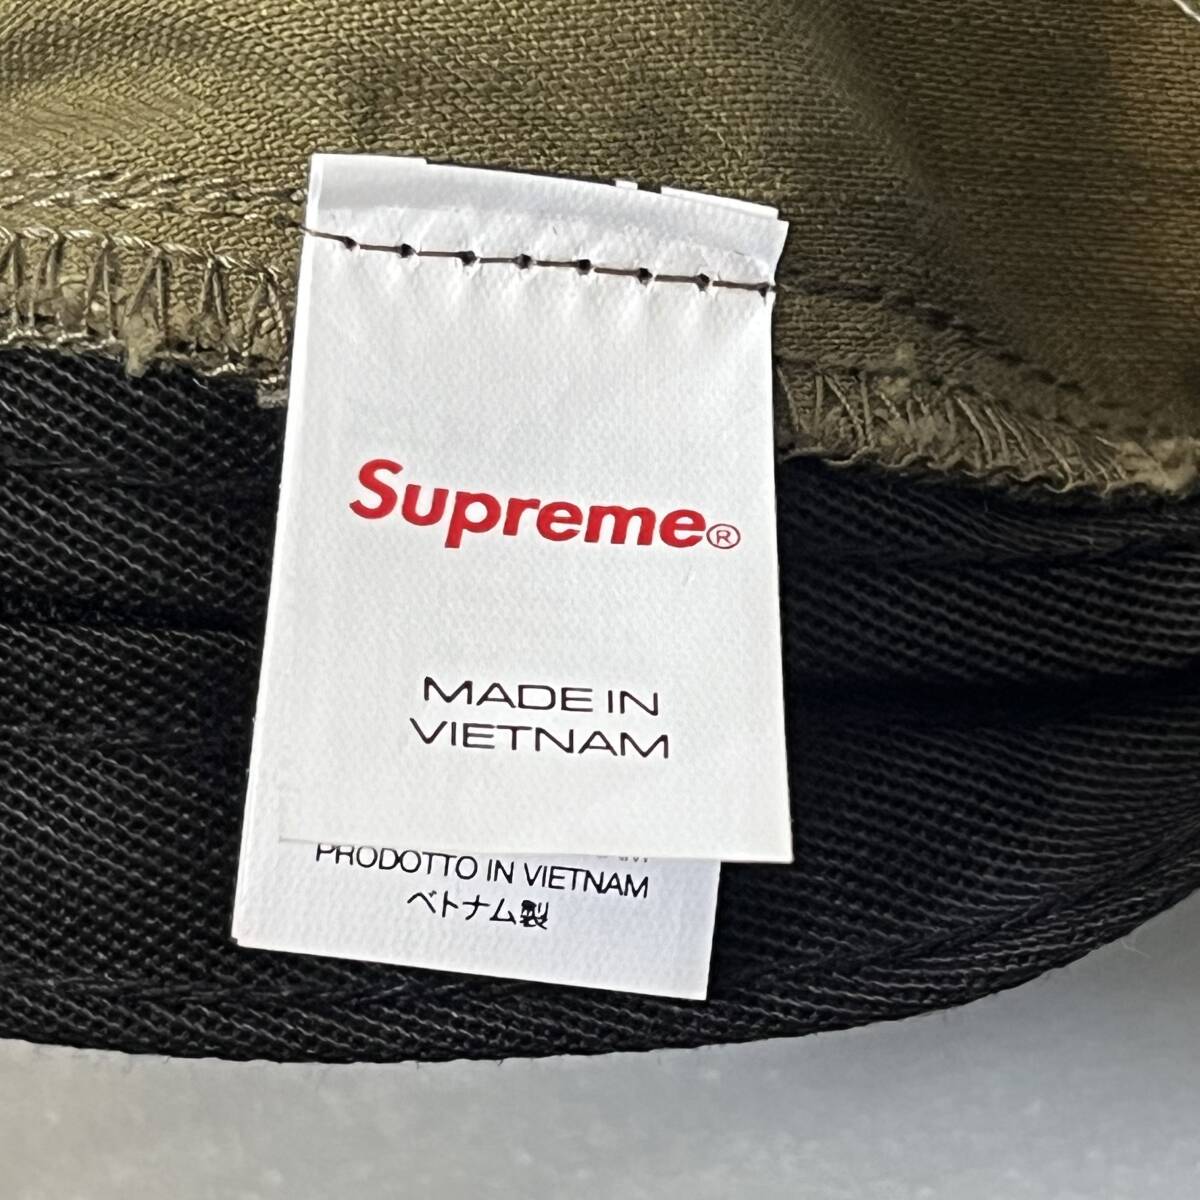 Supreme®
MADE IN
VIETNAM
PRODOTTO IN VIETNAM
ベトナム製